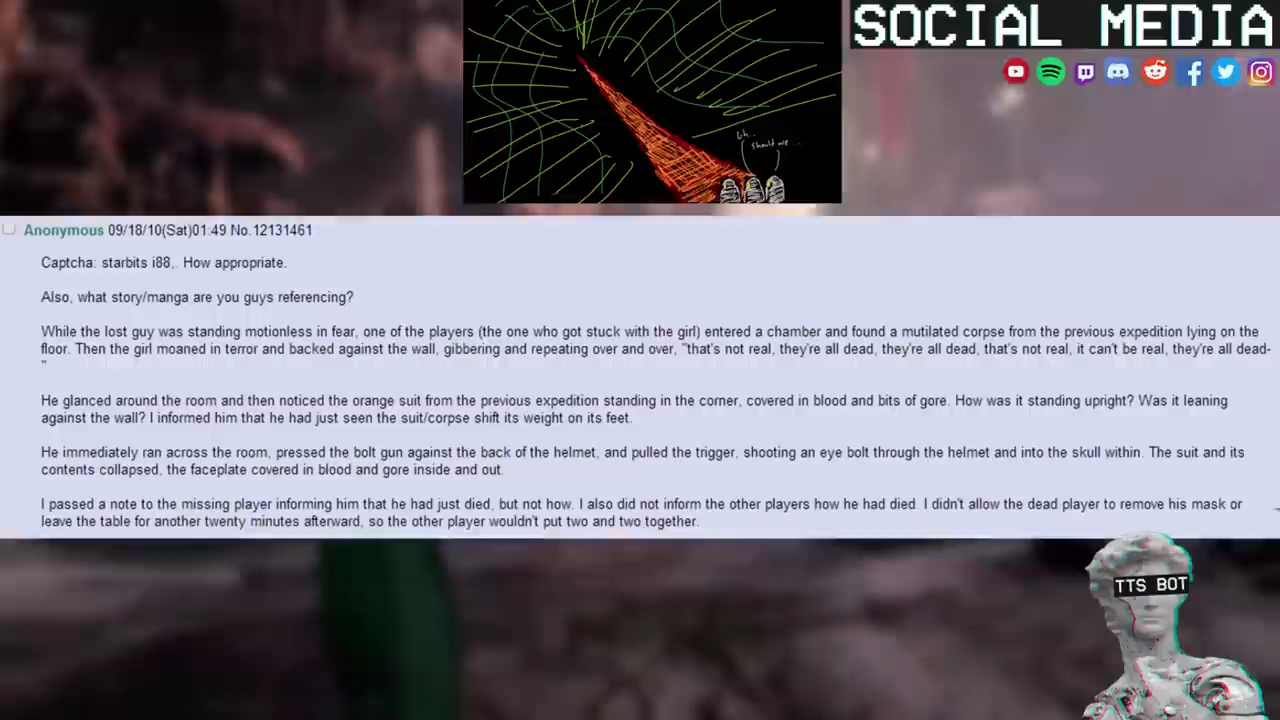 SOCIAL MEDIA
uh..
should we ...
Anonymous 09/18/10(Sat)01:49 No.12131461
Captcha: starbits i88,. How appropriate.
Also, what story/manga are you guys referencing?
While the lost guy was standing motionless in fear, one of the players (the one who got stuck with the girl) entered a chamber and found a mutilated corpse from the previous expedition lying on the
floor. Then the girl moaned in terror and backed against the wall, gibbering and repeating over and over, "that's not real, they're all dead, they're all dead, that's not real, it can't be real, they're all dead-
"
He glanced around the room and then noticed the orange suit from the previous expedition standing in the corner, covered in blood and bits of gore. How was it standing upright? Was it leaning
against the wall? I informed him that he had just seen the suit/corpse shift its weight on its feet.
He immediately ran across the room, pressed the bolt gun against the back of the helmet, and pulled the trigger, shooting an eye bolt through the helmet and into the skull within. The suit and its
contents collapsed, the faceplate covered in blood and gore inside and out.
I passed a note to the missing player informing him that he had just died, but not how. I also did not inform the other players how he had died. I didn't allow the dead player to remove his mask or
leave the table for another twenty minutes afterward, so the other player wouldn't put two and two together.
TTS BOT